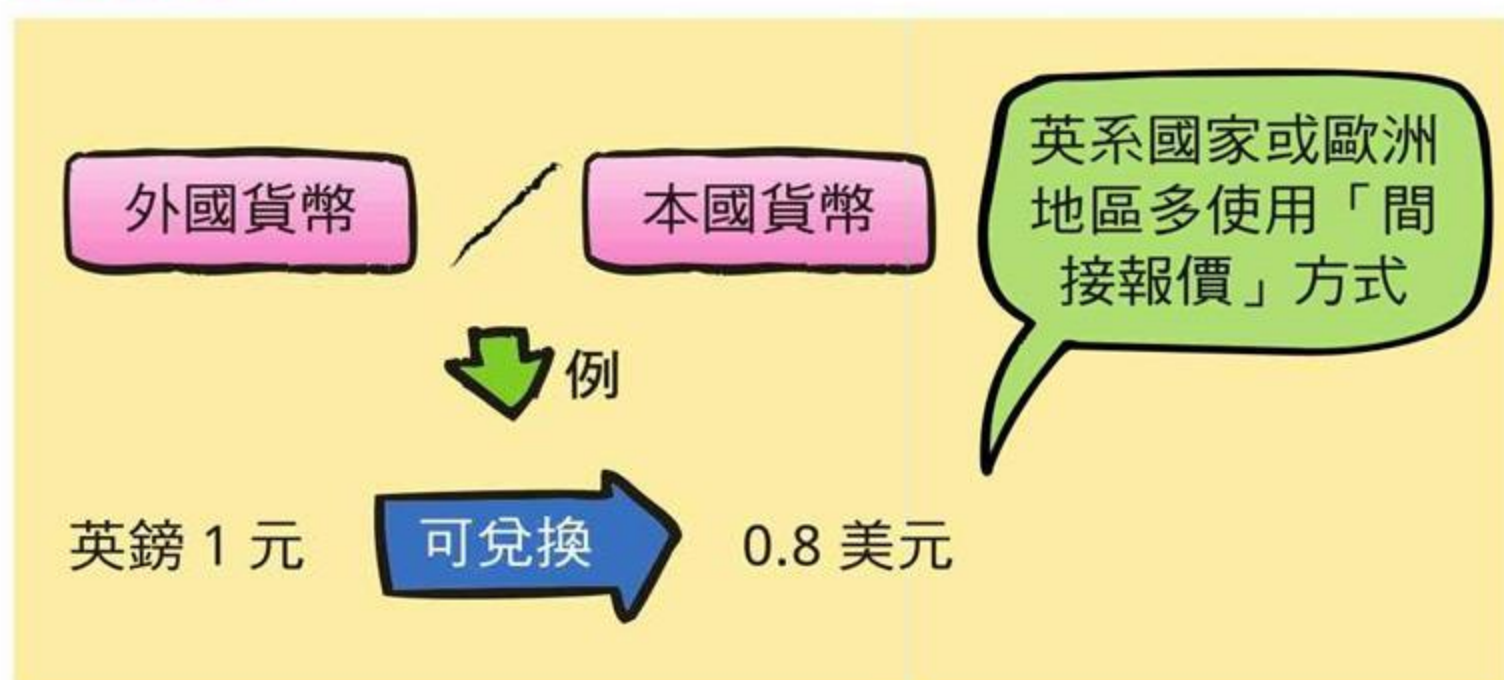 外國貨幣 / 本國貨幣
英系國家或歐洲
地區多使用「間
接報價」方式
例
英鎊 1 元 可兌換 0.8 美元